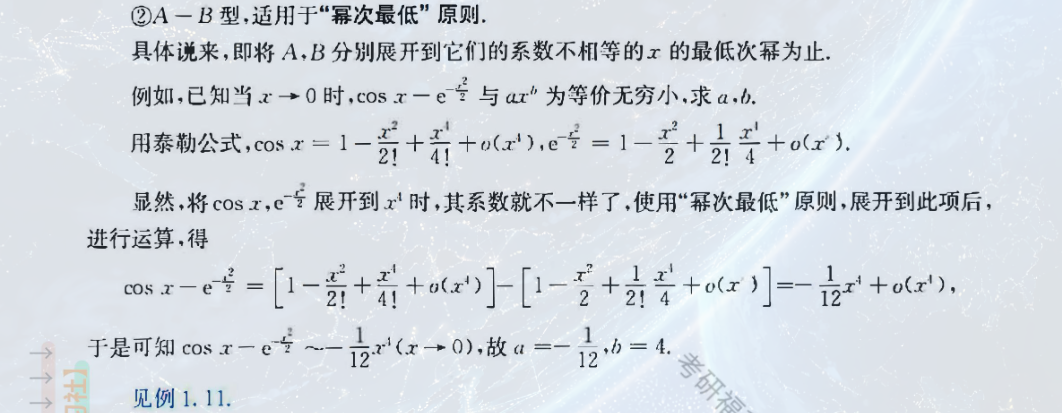 ②A－B 型,适用于“幂次最低”原则.
具体说来,即将 A,B 分别展开到它们的系数不相等的 x 的最低次幂为止.
例如,已知当 x→0 时,cos x－e^{-\frac{x^2}{2}} 与 ax^b 为等价无穷小,求 a,b.
用泰勒公式,cos x = 1－\frac{x^2}{2!}+\frac{x^4}{4!}+o(x^4),e^{-\frac{x^2}{2}} = 1－\frac{x^2}{2}+\frac{1}{2!}\frac{x^4}{4}+o(x^4).
显然,将 cos x,e^{-\frac{x^2}{2}} 展开到 x^4 时,其系数就不一样了,使用“幂次最低”原则,展开到此项后,
进行运算,得
cos x－e^{-\frac{x^2}{2}} = [1－\frac{x^2}{2!}+\frac{x^4}{4!}+o(x^4)]－[1－\frac{x^2}{2}+\frac{1}{2!}\frac{x^4}{4}+o(x^4)]=－\frac{1}{12}x^4+o(x^4),
于是可知 cos x－e^{-\frac{x^2}{2}} ~－\frac{1}{12}x^4(x→0),故 a =－\frac{1}{12},b = 4.
见例 1.11.
考研福